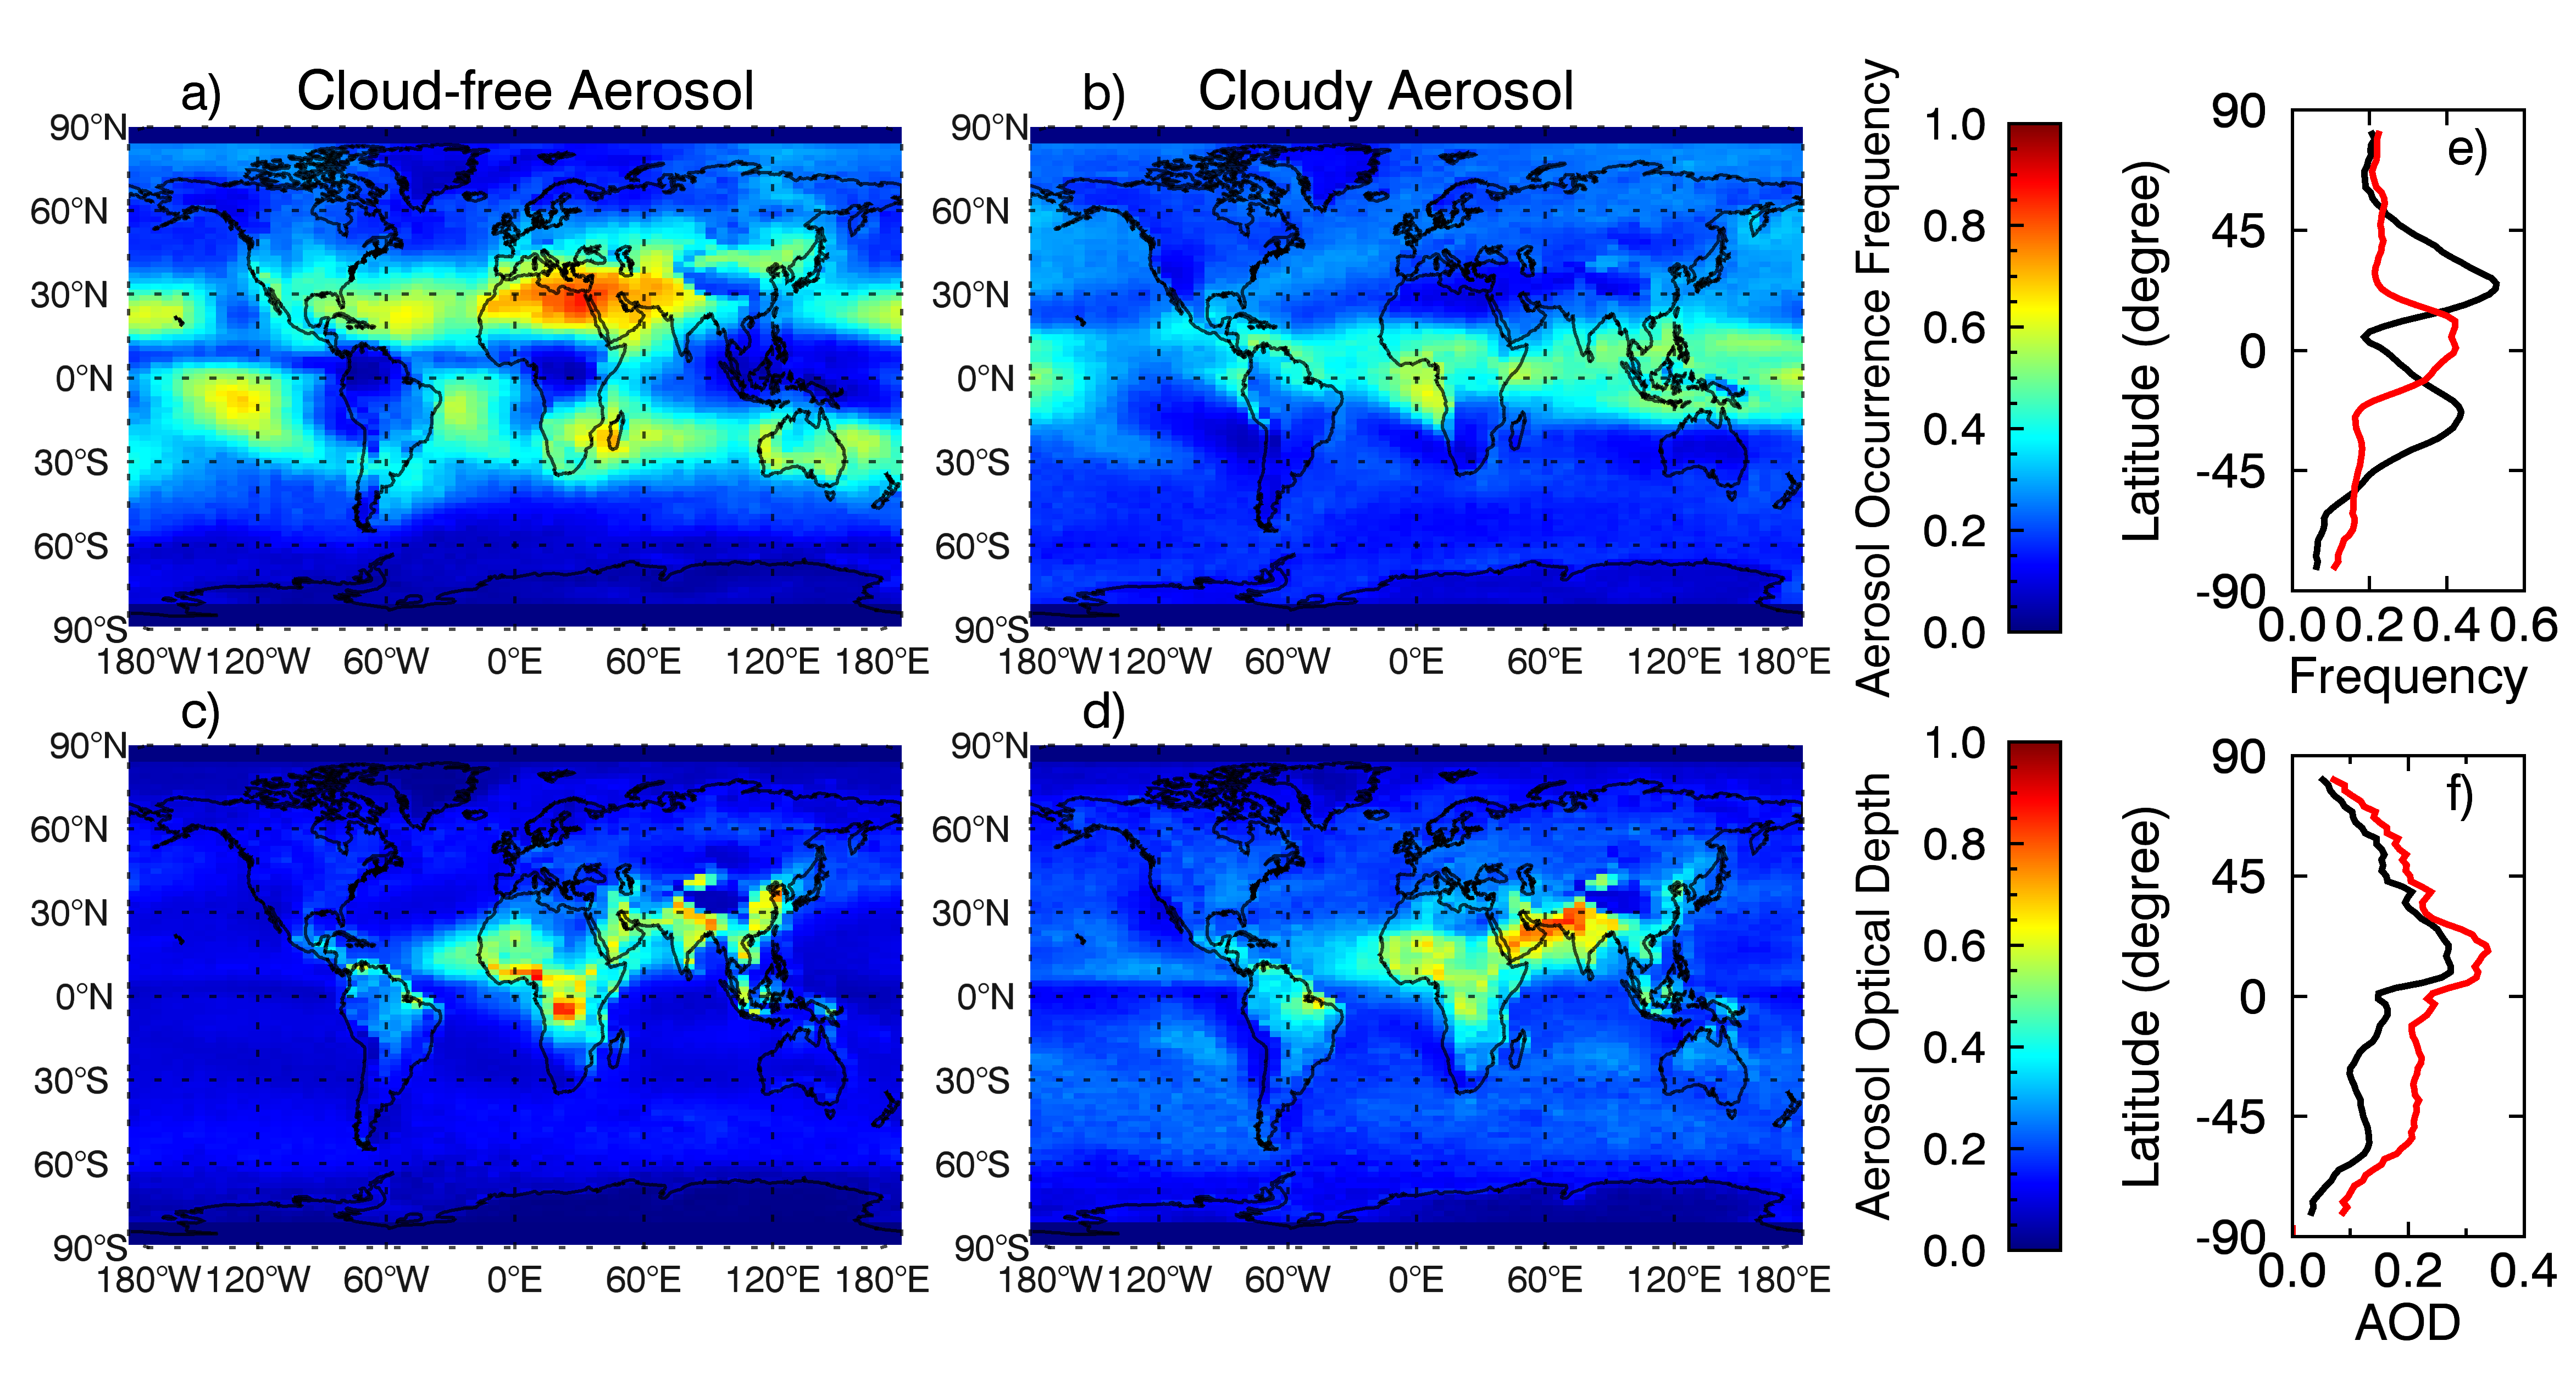 a) Cloud-free Aerosol
90°N
60°N
30°N
0°N
30°S
60°S
90°S
180°W 120°W 60°W 0°E 60°E 120°E 180°E
b) Cloudy Aerosol
90°N
60°N
30°N
0°N
30°S
60°S
90°S
180°W 120°W 60°W 0°E 60°E 120°E 180°E
Aerosol Occurrence Frequency
1.0
0.8
0.6
0.4
0.2
0.0
e)
Latitude (degree)
90
45
0
-45
-90
0.0 0.2 0.4 0.6
Frequency
c)
90°N
60°N
30°N
0°N
30°S
60°S
90°S
180°W 120°W 60°W 0°E 60°E 120°E 180°E
d)
90°N
60°N
30°N
0°N
30°S
60°S
90°S
180°W 120°W 60°W 0°E 60°E 120°E 180°E
Aerosol Optical Depth
1.0
0.8
0.6
0.4
0.2
0.0
f)
Latitude (degree)
90
45
0
-45
-90
0.0 0.2 0.4
AOD